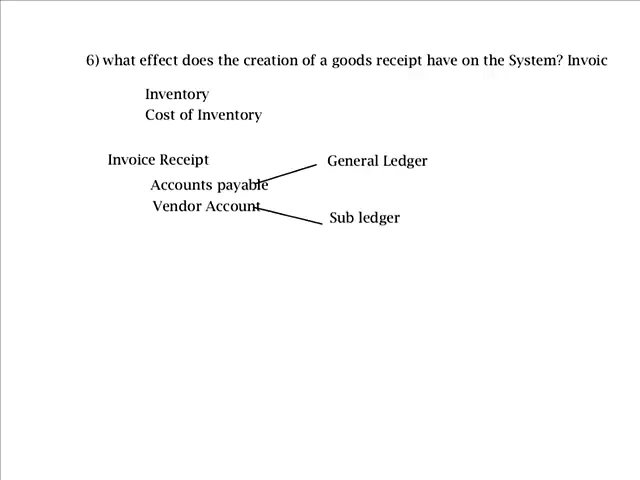 6) what effect does the creation of a goods receipt have on the System? Invoic
Inventory
Cost of Inventory
Invoice Receipt
General Ledger
Accounts payable
Vendor Account
Sub ledger